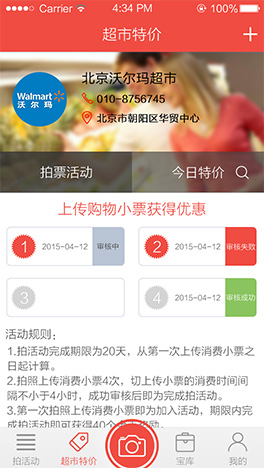 Carrier 4:34 PM 100%
超市特价 +
Walmart
沃尔玛
北京沃尔玛超市
010-8756745
北京市朝阳区华贸中心
拍票活动 今日特价
上传购物小票获得优惠
1 2015-04-12 审核中
2 2015-04-12 审核失败
3
4 2015-04-12 审核成功
活动规则:
1.拍活动完成期限为20天，从第一次上传消费小票之
日起计算。
2.拍照上传消费小票4次，切上传小票的消费时间间
隔不小于4小时，成功审核后即为完成拍活动。
3.第一次拍照上传消费小票即为加入活动，期限内完
成拍活动即可获得40个
拍活动 超市特价 宝库 我的